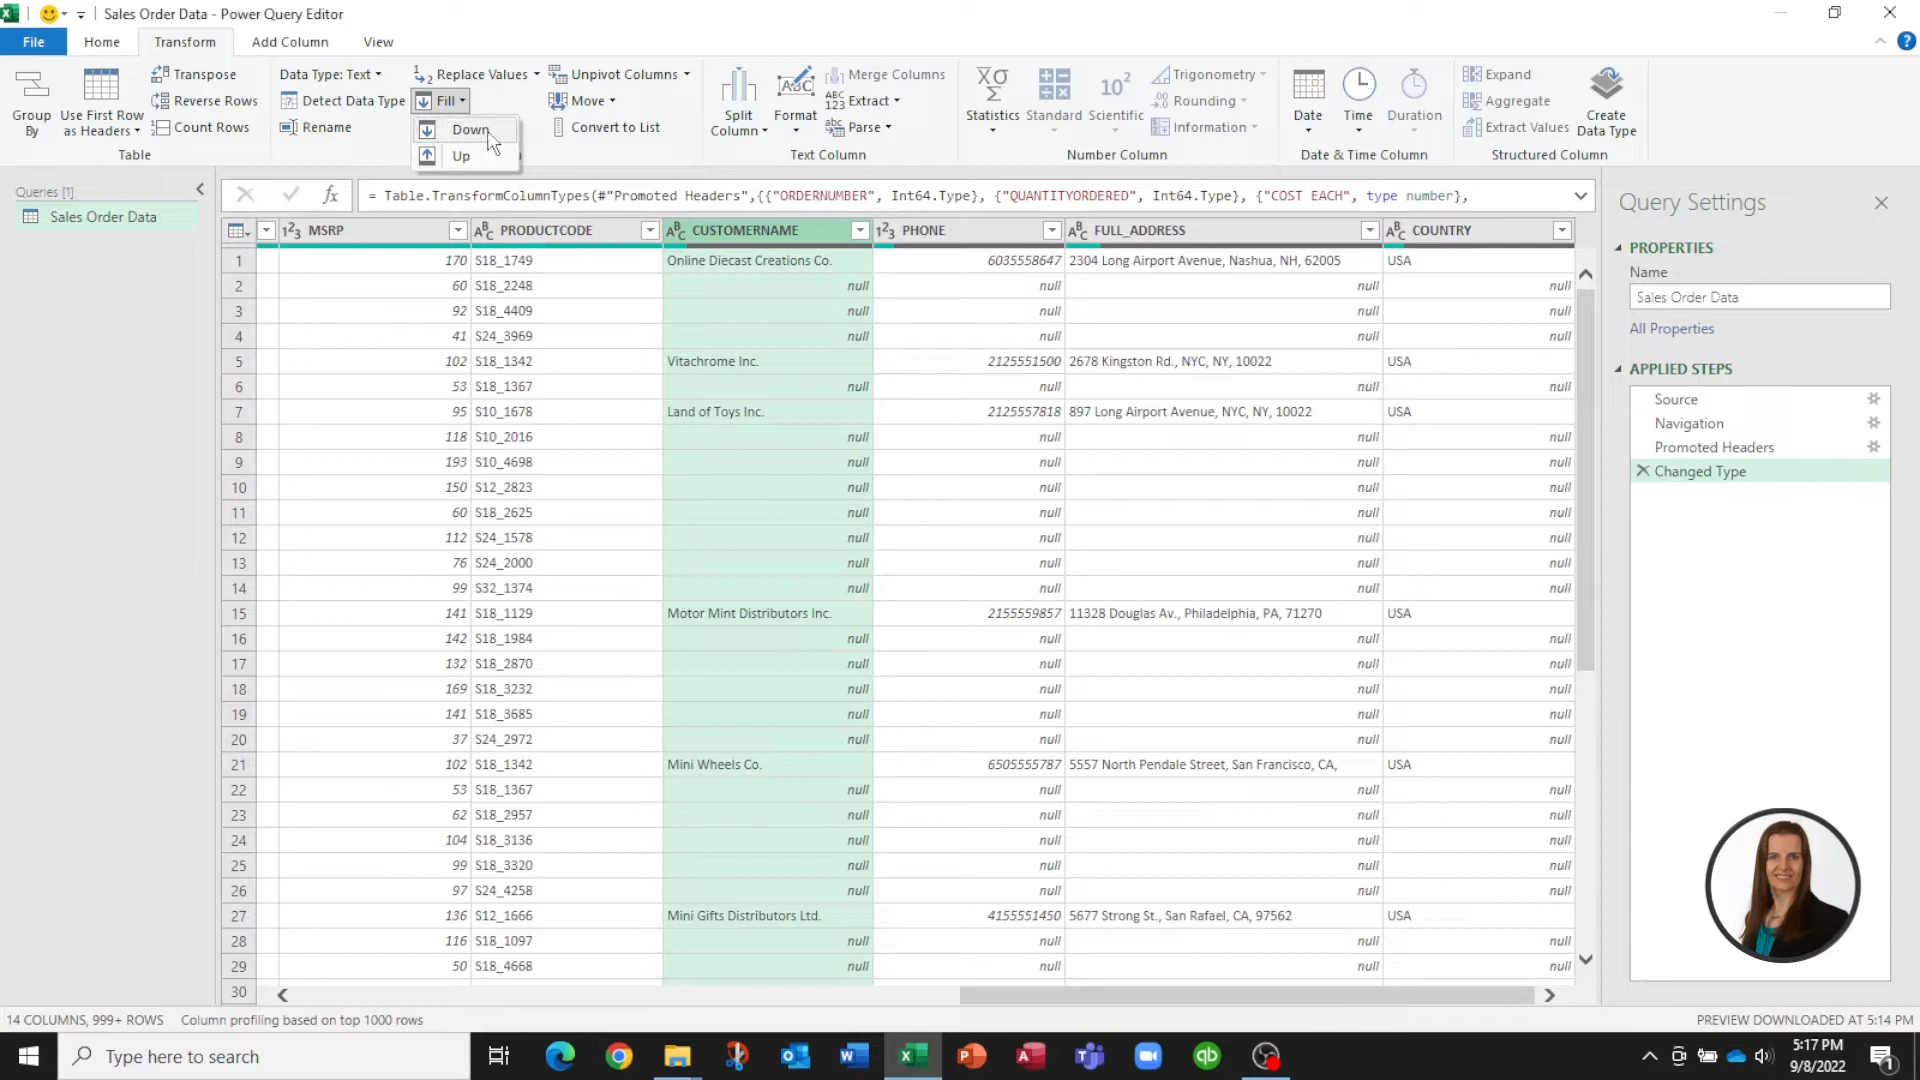 Sales Order Data - Power Query Editor
File Home Transform Add Column View
Group By
Use First Row as Headers
Transpose
Reverse Rows
Count Rows
Table
Data Type: Text
Detect Data Type
Rename
Replace Values
Fill
Down
Up
Unpivot Columns
Move
Convert to List
Split Column
Format
Merge Columns
Extract
Parse
Text Column
Statistics
Standard
Scientific
Trigonometry
Rounding
Information
Number Column
Date
Time
Duration
Date & Time Column
Expand
Aggregate
Extract Values
Create Data Type
Structured Column
Queries [1]
Sales Order Data
fx = Table.TransformColumnTypes(#"Promoted Headers",{{"ORDERNUMBER", Int64.Type}, {"QUANTITYORDERED", Int64.Type}, {"COST EACH", type number},
MSRP PRODUCTCODE CUSTOMERNAME PHONE FULL_ADDRESS COUNTRY
1 170 S18_1749 Online Diecast Creations Co. 6035558647 2304 Long Airport Avenue, Nashua, NH, 62005 USA
2 60 S18_2248 null null null null
3 92 S18_4409 null null null null
4 41 S24_3969 null null null null
5 102 S18_1342 Vitachrome Inc. 2125551500 2678 Kingston Rd., NYC, NY, 10022 USA
6 53 S18_1367 null null null null
7 95 S10_1678 Land of Toys Inc. 2125557818 897 Long Airport Avenue, NYC, NY, 10022 USA
8 118 S10_2016 null null null null
9 193 S10_4698 null null null null
10 150 S12_2823 null null null null
11 60 S18_2625 null null null null
12 112 S24_1578 null null null null
13 76 S24_2000 null null null null
14 99 S32_1374 null null null null
15 141 S18_1129 Motor Mint Distributors Inc. 2155559857 11328 Douglas Av., Philadelphia, PA, 71270 USA
16 142 S18_1984 null null null null
17 132 S18_2870 null null null null
18 169 S18_3232 null null null null
19 141 S18_3685 null null null null
20 37 S24_2972 null null null null
21 102 S18_1342 Mini Wheels Co. 6505555787 5557 North Pendale Street, San Francisco, CA, USA
22 53 S18_1367 null null null null
23 62 S18_2957 null null null null
24 104 S18_3136 null null null null
25 99 S18_3320 null null null null
26 97 S24_4258 null null null null
27 136 S12_1666 Mini Gifts Distributors Ltd. 4155551450 5677 Strong St., San Rafael, CA, 97562 USA
28 116 S18_1097 null null null null
29 50 S18_4668 null null null null
30
Query Settings
PROPERTIES
Name
Sales Order Data
All Properties
APPLIED STEPS
Source
Navigation
Promoted Headers
Changed Type
14 COLUMNS, 999+ ROWS Column profiling based on top 1000 rows
PREVIEW DOWNLOADED AT 5:14 PM
Type here to search
5:17 PM
9/8/2022
1